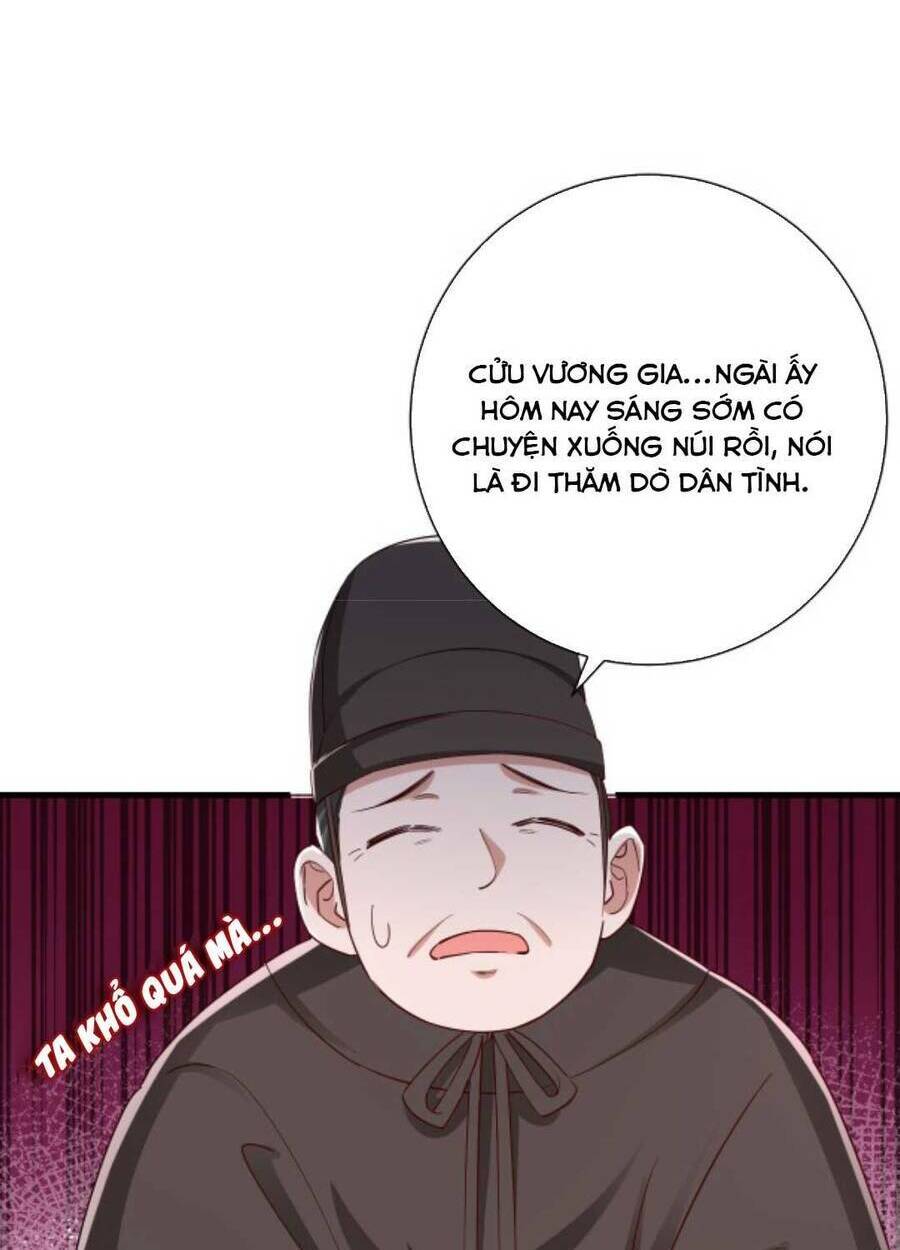 CỬU VƯƠNG GIA...NGÀI ẤY
HÔM NAY SÁNG SỚM CÓ
CHUYỆN XUỐNG NÚI RỒI, NÓI
LÀ ĐI THĂM DÒ DÂN TÌNH.
TA KHỔ QUÁ MÀ...